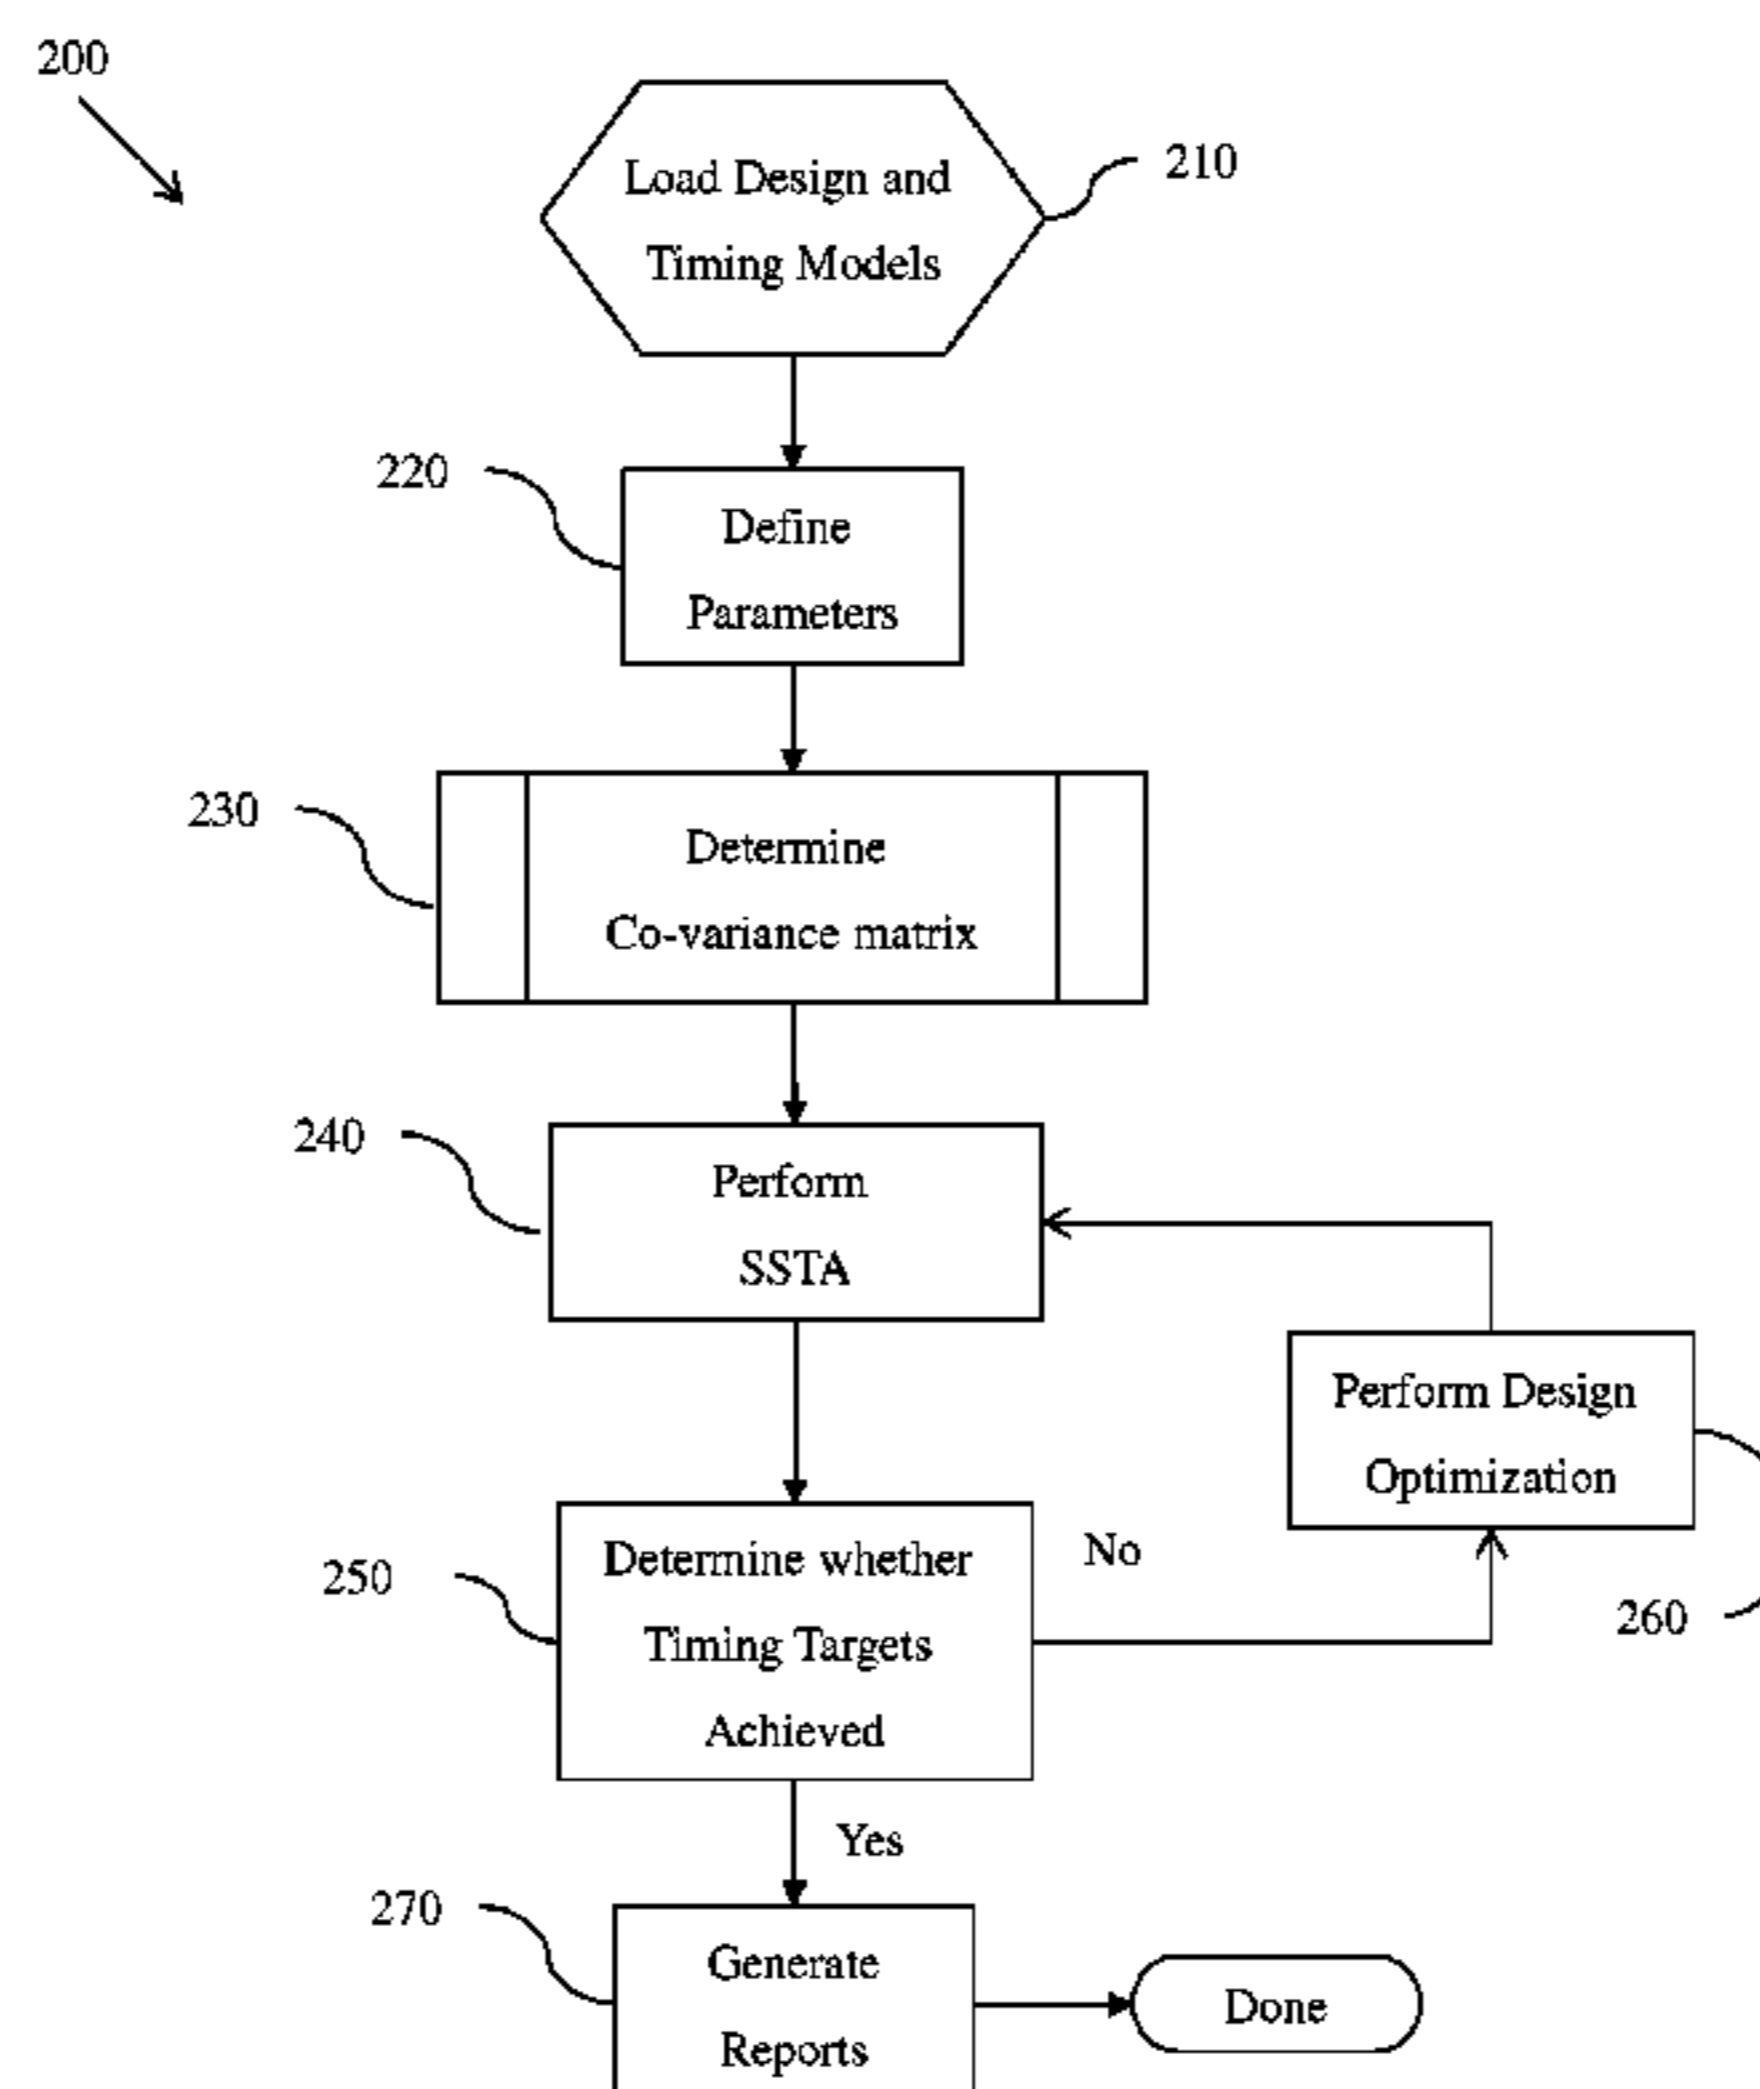 200
Load Design and
Timing Models
210
220
Define
Parameters
230
Determine
Co-variance matrix
240
Perform
SSTA
Perform Design
Optimization
260
250
Determine whether
Timing Targets
Achieved
No
Yes
270
Generate
Reports
Done